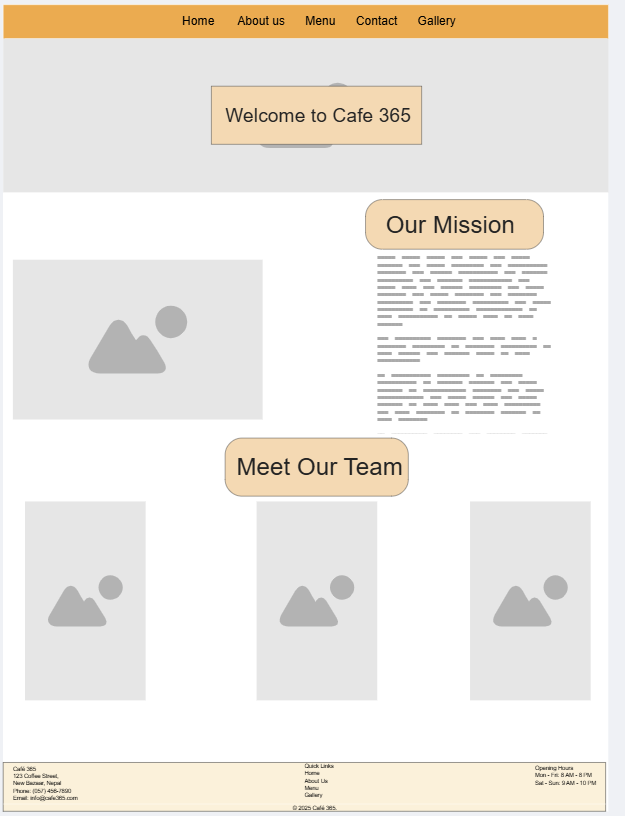 Home About us Menu Contact Gallery
Welcome to Cafe 365
Our Mission
Meet Our Team
Café 365
123 Coffee Street,
New Bazaar, Nepal
Phone: (057) 456-7890
Email: info@cafe365.com
Quick Links
Home
About Us
Menu
Gallery
Opening Hours
Mon - Fri: 8 AM - 8 PM
Sat - Sun: 9 AM - 10 PM
© 2025 Café 365.